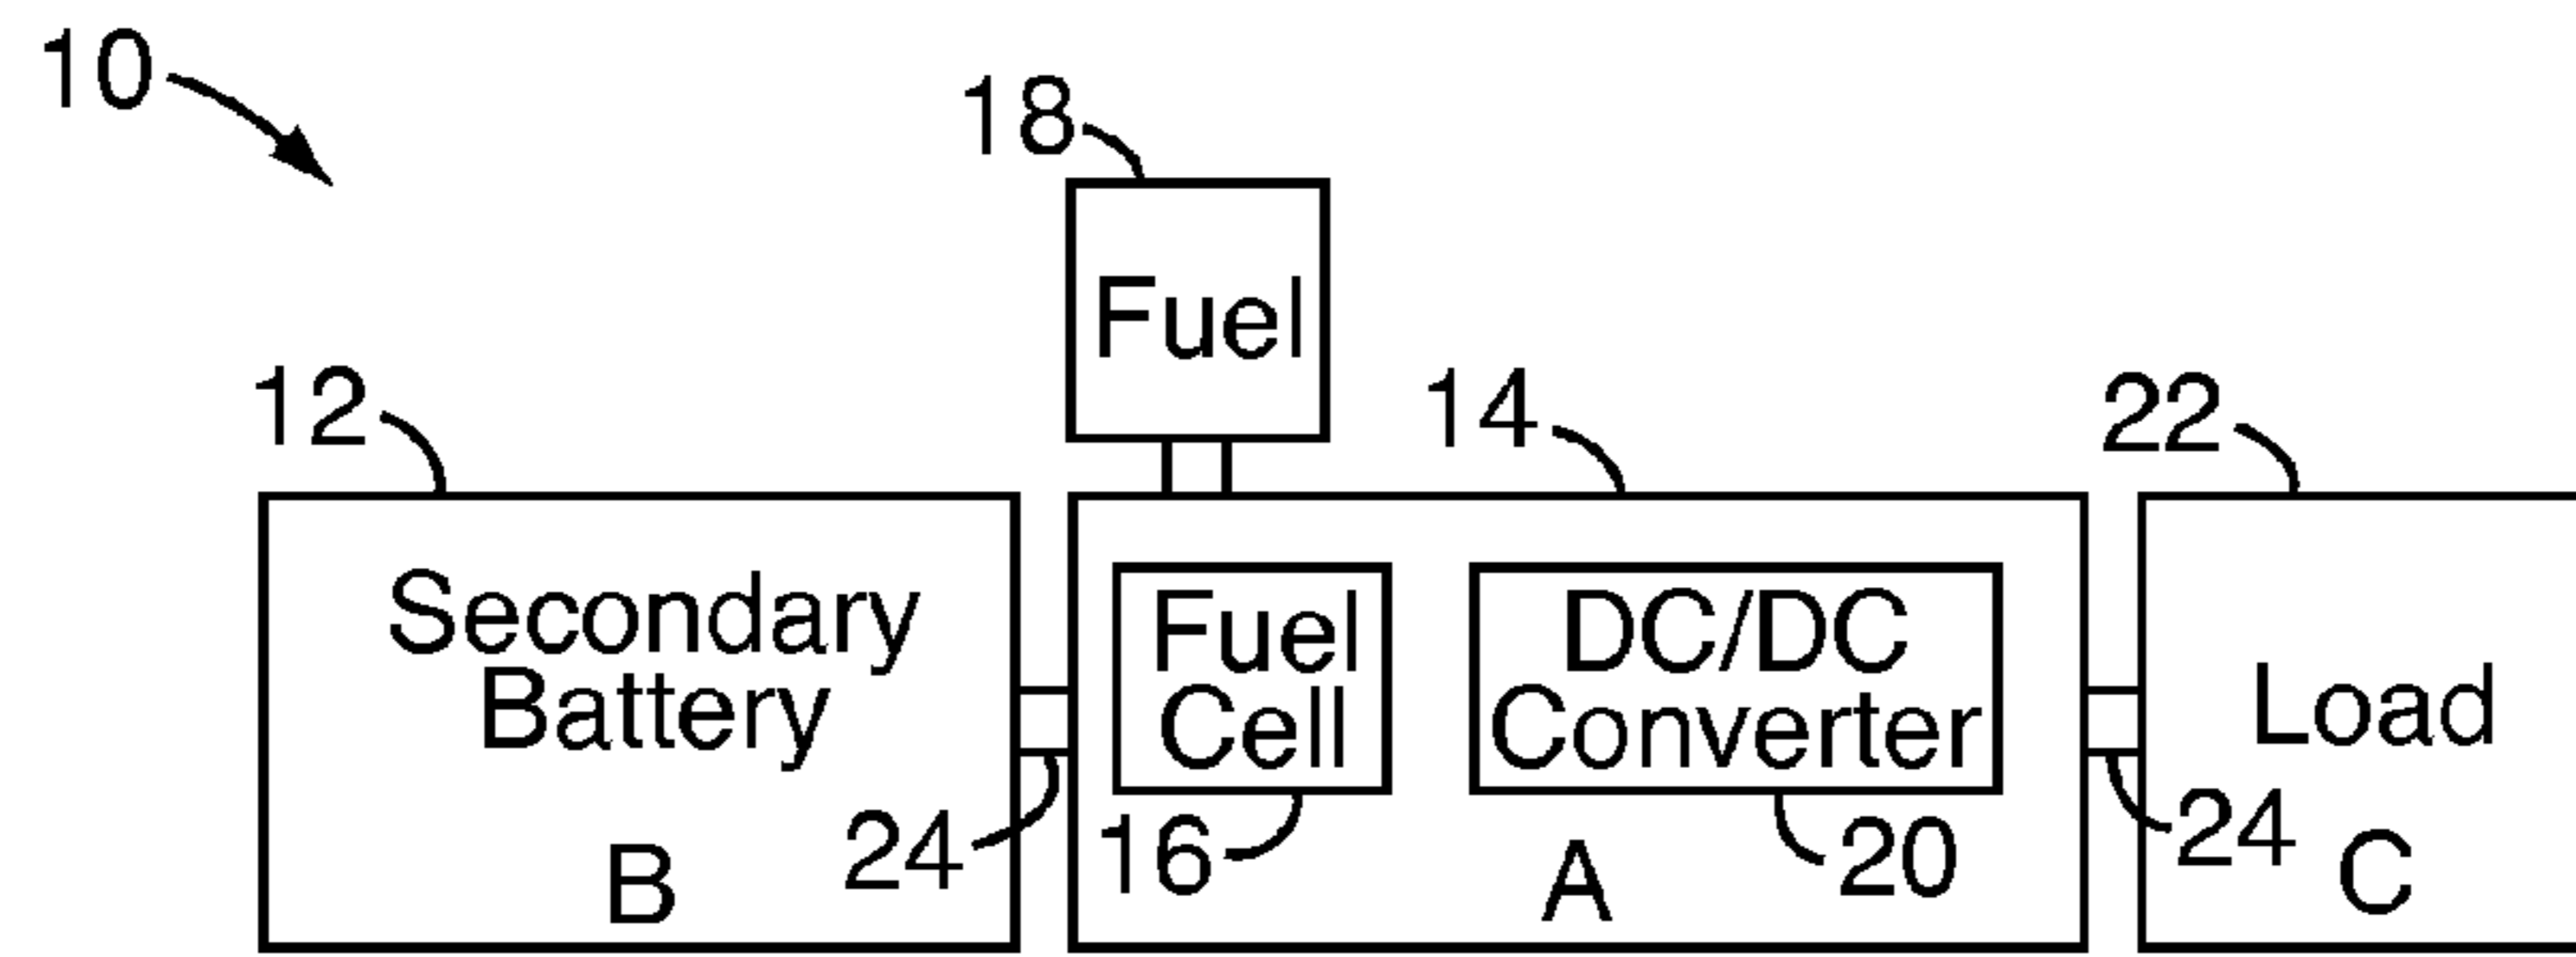 10
18
Fuel
12
14
22
Secondary
Battery
Fuel
Cell
DC/DC
Converter
Load
24
16
20
24
B
A
C